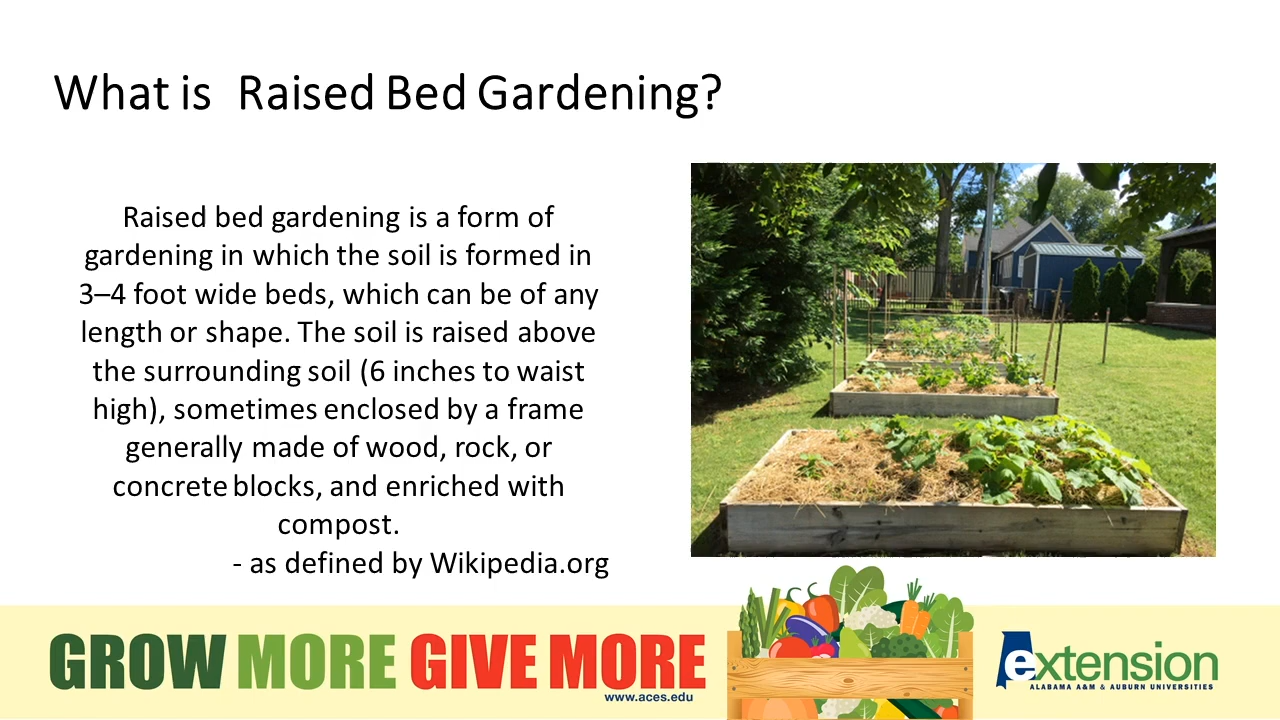 What is  Raised Bed Gardening?
Raised bed gardening is a form of
gardening in which the soil is formed in
3–4 foot wide beds, which can be of any
length or shape. The soil is raised above
the surrounding soil (6 inches to waist
high), sometimes enclosed by a frame
generally made of wood, rock, or
concrete blocks, and enriched with
compost.
- as defined by Wikipedia.org
GROW MORE GIVE MORE
www.aces.edu
extension
ALABAMA A&M & AUBURN UNIVERSITIES